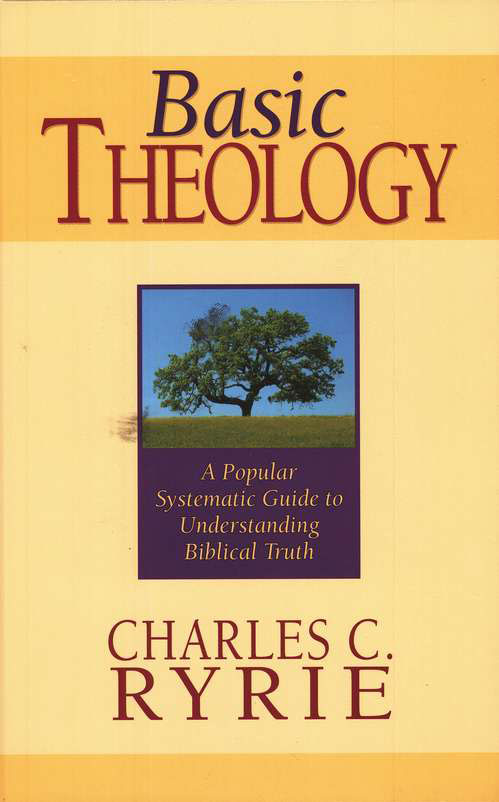 Basic
THEOLOGY
A Popular
Systematic Guide to
Understanding
Biblical Truth
CHARLES C.
RYRIE